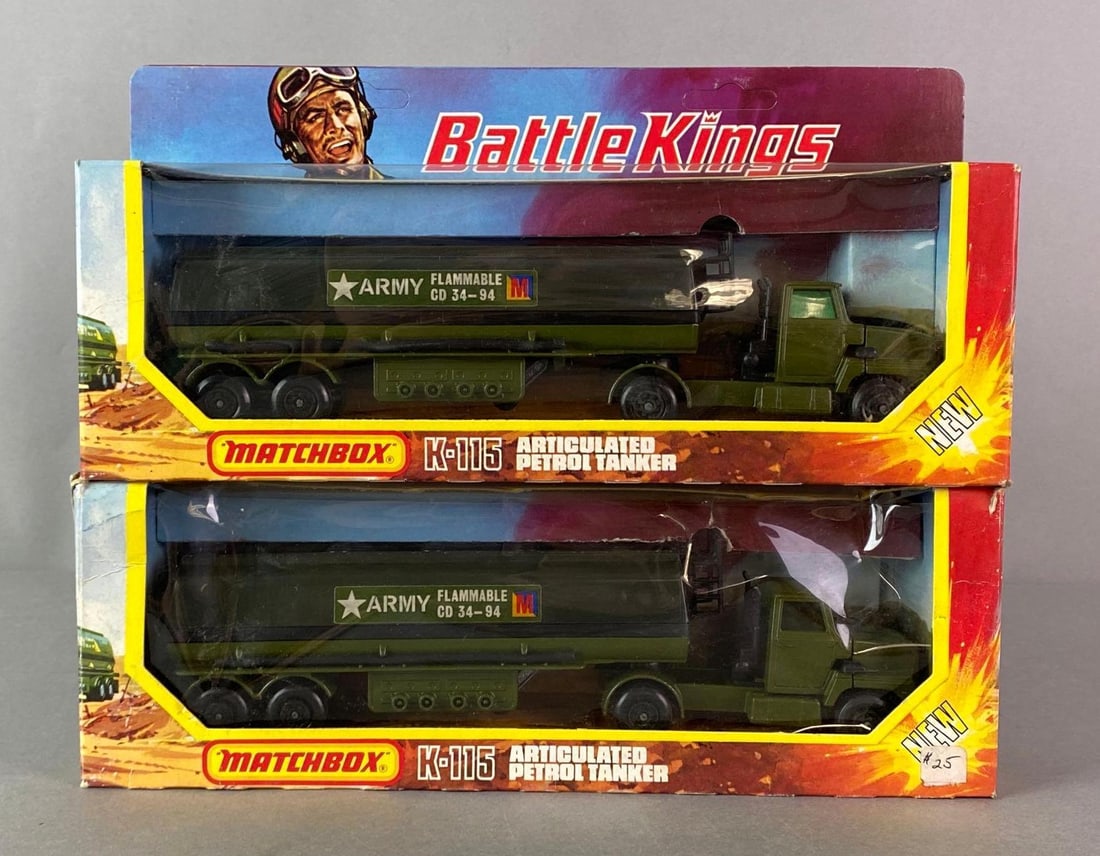 BattleKings
ARMY FLAMMABLE
CD 34-94 M
NEW
MATCHBOX® K-115 ARTICULATED
PETROL TANKER
ARMY FLAMMABLE
CD 34-94 M
NEW
MATCHBOX® K-115 ARTICULATED
PETROL TANKER
#25